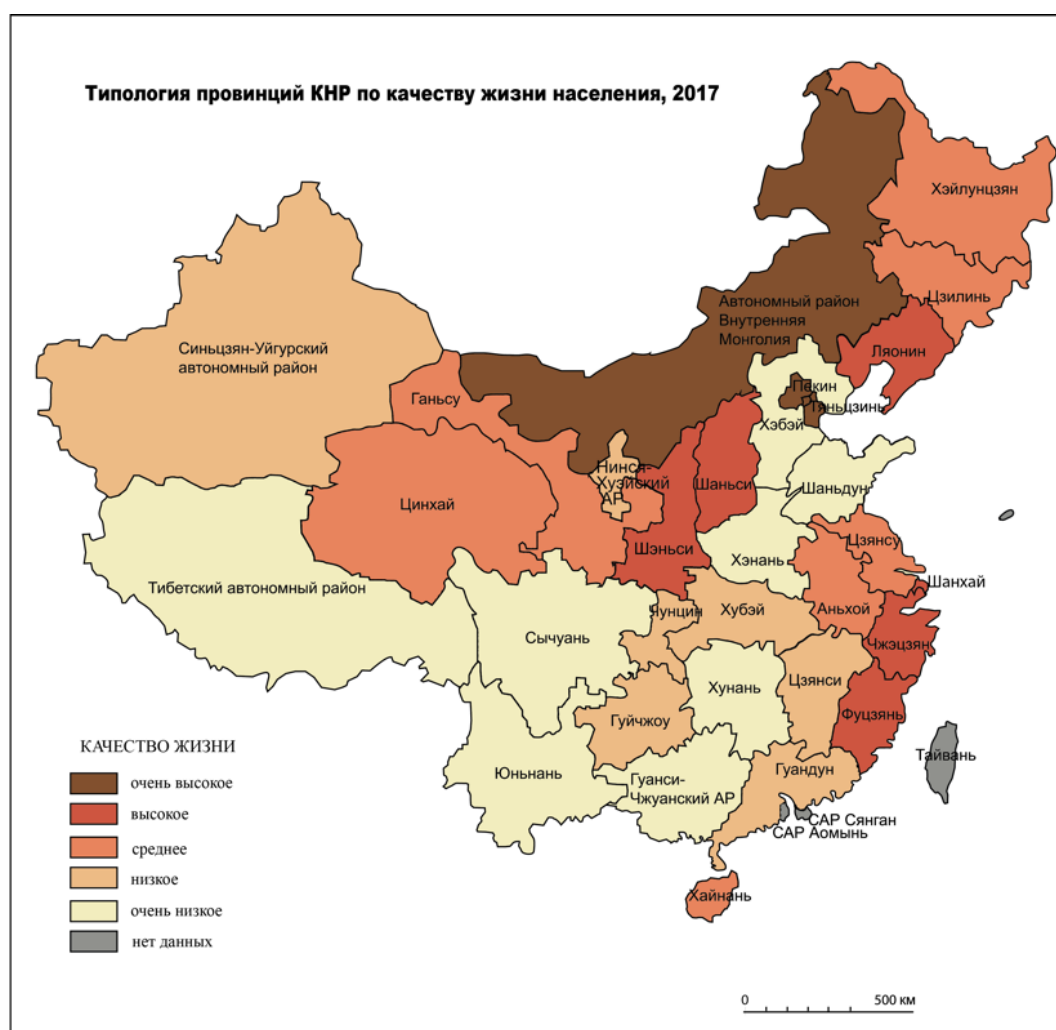 Типология провинций КНР по качеству жизни населения, 2017
Хэйлунцзян
Цзилинь
Автономный район
Внутренняя
Монголия
Ляонин
Синьцзян-Уйгурский
автономный район
Ганьсу
Пекин
Тяньцзинь
Хэбэй
Нинся-
Хуэйский
АР
Шаньси
Шаньдун
Цинхай
Шэньси
Цзянсу
Хэнань
Шанхай
Тибетский автономный район
Чунцин
Хубэй
Аньхой
Сычуань
Чжэцзян
Цзянси
Хунань
Фуцзянь
Гуйчжоу
Тайвань
Юньнань
Гуанси-
Чжуанский АР
Гуандун
САР Сянган
САР Аомынь
Хайнань
КАЧЕСТВО ЖИЗНИ
очень высокое
высокое
среднее
низкое
очень низкое
нет данных
0 500 км